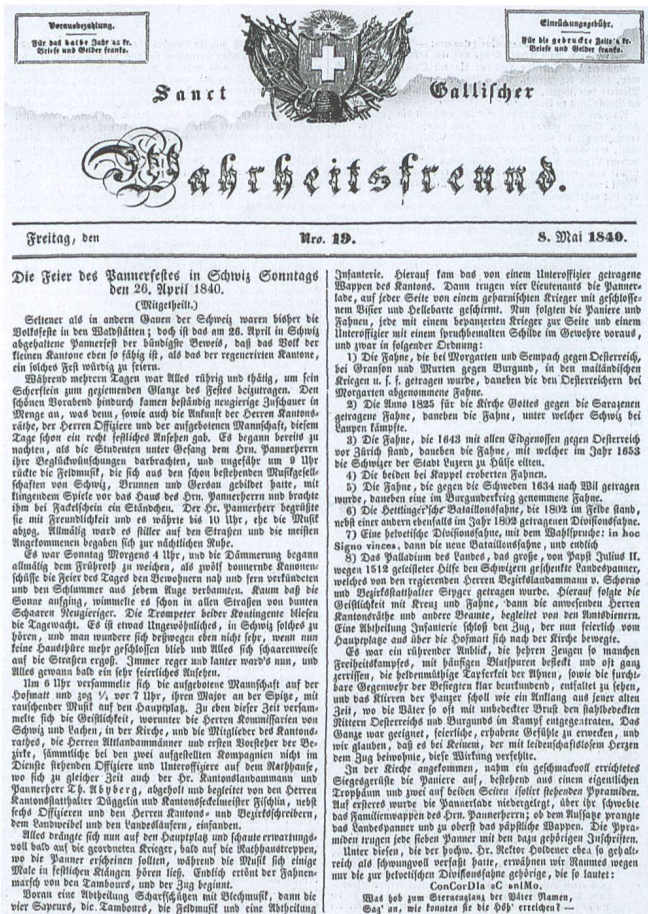 Vorausbezahlung.
Für das halbe Jahr 45 kr.
Briefe und Gelder franko.
Einrückungsgebühr.
Für die gedruckte Zeile 2 kr.
Briefe und Gelder franko.
Sanct Gallischer
Wahrheitsfreund.
Freitag, den Nro. 19. 8. Mai 1840.
Die Feier des Pannerfestes in Schwiz Sonntags
den 26. April 1840.
(Mitgetheilt.)
Seltener als in andern Gauen der Schweiz waren bisher die
Volksfeste in den Waldstätten; doch ist das am 26. April in Schwiz
abgehaltene Pannerfest der bündigste Beweis, daß das Volk der
kleinen Kantone eben so fähig ist, als das der regenerirten Kantone,
ein solches Fest würdig zu feiern.
Während mehrern Tagen war Alles rührig und thätig, um sein
Scherflein zum geziemenden Glanze des Festes beizutragen. Den
schönen Vorabend hindurch kamen beständig neugierige Zuschauer in
Menge an, was denn, sowie auch die Ankunft der Herren Kantons-
räthe, der Herren Offiziere und der aufgebotenen Mannschaft, diesem
Tage schon ein recht festliches Ansehen gab. Es begann bereits zu
nachten, als die Studenten unter Gesang dem Hrn. Pannerherrn
ihre Beglückwünschungen darbrachten, und ungefähr um 9 Uhr
rückte die Feldmusik, die sich aus den schon bestehenden Musikgesell-
schaften von Schwiz, Brunnen und Gersau gebildet hatte, mit
klingendem Spiele vor das Haus des Hrn. Pannerherrn und brachte
ihm bei Fackelschein ein Ständchen. Der Hr. Pannerherr begrüßte
sie mit Freundlichkeit und es währte bis 10 Uhr, ehe die Musik
abzog. Allmälig ward es stiller auf den Straßen und die meisten
Angekommenen begaben sich zur nächtlichen Ruhe.
Es war Sonntag Morgens 4 Uhr, und die Dämmerung begann
allmälig dem Frühroth zu weichen, als zwölf donnernde Kanonen-
schüsse die Feier des Tages den Bewohnern nah und fern verkündeten
und den Schlummer aus jedem Auge verbannten. Kaum daß die
Sonne aufging, wimmelte es schon in allen Straßen von bunten
Schaaren Neugieriger. Die Trompeter beider Kontingente bliesen
die Tagewacht. Es ist etwas Ungewöhnliches, in Schwiz solches zu
hören, und man wundere sich deßwegen eben nicht sehr, wenn nun
keine Hausthüre mehr geschlossen blieb und Alles sich schaarenweise
auf die Straßen ergoß. Immer reger und lauter ward's nun, und
Alles gewann bald ein sehr feierliches Ansehen.
Um 6 Uhr versammelte sich die aufgebotene Mannschaft auf der
Hofmatt und zog ¼ vor 7 Uhr, ihren Major an der Spitze, mit
rauschender Musik auf den Hauptplatz. Zu eben dieser Zeit versam-
melte sich die Geistlichkeit, worunter die Herren Kommissarien von
Schwiz und Lachen, in der Kirche, und die Mitglieder des Kantons-
rathes, die Herren Altlandammänner und ersten Vorsteher der Be-
zirke, sämmtliche bei den zwei aufgestellten Kompagnien nicht im
Dienste stehenden Offiziere und Unteroffiziere auf dem Rathhause,
wo sich zu gleicher Zeit auch der Hr. Kantonslandammann und
Pannerherr Th. Abyberg, abgeholt und begleitet von den Herren
Kantonsstatthalter Düggelin und Kantonsseckelmeister Fischlin, nebst
sechs Offizieren und den Herren Kantons- und Bezirksschreibern,
dem Landweibel und den Landesläufern, einfanden.
Alles drängte sich nun auf den Hauptplatz und schaute erwartungs-
voll bald auf die geordneten Krieger, bald auf die Rathhaustreppen,
wo die Panner erscheinen sollten, während die Musik sich einige
Male in festlichen Klängen hören ließ. Endlich ertönt der Fahnen-
marsch von den Tambours, und der Zug beginnt.
Voran eine Abtheilung Scharfschützen mit Blechmusik, dann die
vier Sapeurs, die Tambours, die Feldmusik und eine Abtheilung
Infanterie. Hierauf kam das von einem Unteroffizier getragene
Wappen des Kantons. Dann trugen vier Lieutenants die Panner-
lade, auf jeder Seite von einem geharnischten Krieger mit geschlosse-
nem Visier und Hellebarte geschirmt. Nun folgten die Paniere und
Fahnen, jede mit einem bepanzerten Krieger zur Seite und einem
Unteroffizier mit einem spruchbemalten Schilde im Gewehre voraus,
und zwar in folgender Ordnung:
1) Die Fahne, die bei Morgarten und Sempach gegen Oesterreich,
bei Granson und Murten gegen Burgund, in den mailändischen
Kriegen u. s. f. getragen wurde, daneben die den Oesterreichern bei
Morgarten abgenommene Fahne.
2) Die Anno 1825 für die Kirche Gottes gegen die Sarazenen
getragene Fahne, daneben die Fahne, unter welcher Schwiz bei
Laupen kämpfte.
3) Die Fahne, die 1643 mit allen Eidgenossen gegen Oesterreich
vor Zürich stand, daneben die Fahne, mit welcher im Jahr 1653
die Schwizer der Stadt Luzern zu Hülfe eilten.
4) Die beiden bei Kappel eroberten Fahnen.
5) Die Fahne, die gegen die Schweden 1634 nach Wil getragen
wurde, daneben eine im Burgunderkrieg genommene Fahne.
6) Die Hettlinger'sche Bataillonsfahne, die 1802 im Felde stand,
nebst einer andern ebenfalls im Jahr 1802 getragenen Divisionsfahne.
7) Eine helvetische Divisionsfahne, mit dem Wahlspruche: in hoc
Signo vinces, dann die neue Bataillonsfahne, und endlich
8) Das Palladium des Landes, das große, von Papst Julius II.
wegen 1512 geleisteter Hilfe den Schwizern geschenkte Landespanner,
welches von den regierenden Herren Bezirkslandammann v. Schorno
und Bezirksstatthalter Styger getragen wurde. Hierauf folgte die
Geistlichkeit mit Kreuz und Fahne, dann die anwesenden Herren
Kantonsräthe und andere Beamte, begleitet von den Amtsdienern.
Eine Abtheilung Infanterie schloß den Zug, der nun feierlich vom
Hauptplatze aus über die Hofmatt sich nach der Kirche bewegte.
Es war ein rührender Anblick, die hehren Zeugen so manchen
Freiheitskampfes, mit häufigen Blutspuren befleckt und oft ganz
zerrissen, die heldenmüthige Tapferkeit der Ahnen, sowie die furcht-
bare Gegenwehr der Besiegten klar beurkundend, entfaltet zu sehen,
und das Klirren der Panzer scholl wie ein Anklang aus jener alten
Zeit, wo die Väter so oft mit unbedeckter Brust den stahlbedeckten
Rittern Oesterreichs und Burgunds im Kampf entgegentraten. Das
Ganze war geeignet, feierliche, erhabene Gefühle zu erwecken, und
wir glauben, daß es bei Keinem, der mit leidenschaftslosem Herzen
dem Zug beiwohnte, diese Wirkung verfehlte.
In der Kirche angekommen, nahm ein geschmackvoll errichtetes
Siegesgerüste die Paniere auf, bestehend aus einem eigentlichen
Trophäum und zwei auf beiden Seiten isolirt stehenden Pyramiden.
Auf ersteres wurde die Pannerlade niedergelegt, über ihr schwebte
das Familienwappen des Hrn. Pannerherrn; ob dem Aufsatze prangte
das Landespanner und zu oberst das päpstliche Wappen. Die Pyra-
miden trugen jede sieben Panner mit den dazu gehörigen Inschriften.
Unter diesen, die der hochw. Hr. Rektor Holdener eben so gehalt-
reich als schwungvoll verfaßt hatte, erwähnen wir Raumes wegen
nur die zur helvetischen Divisionsfahne gehörige, die so lautet:
ConCorDIa aC anIMo.
Was hob zum Sternenglanz der Väter Namen,
Sag' an, wie konnten sie die Höh' erreichen? —